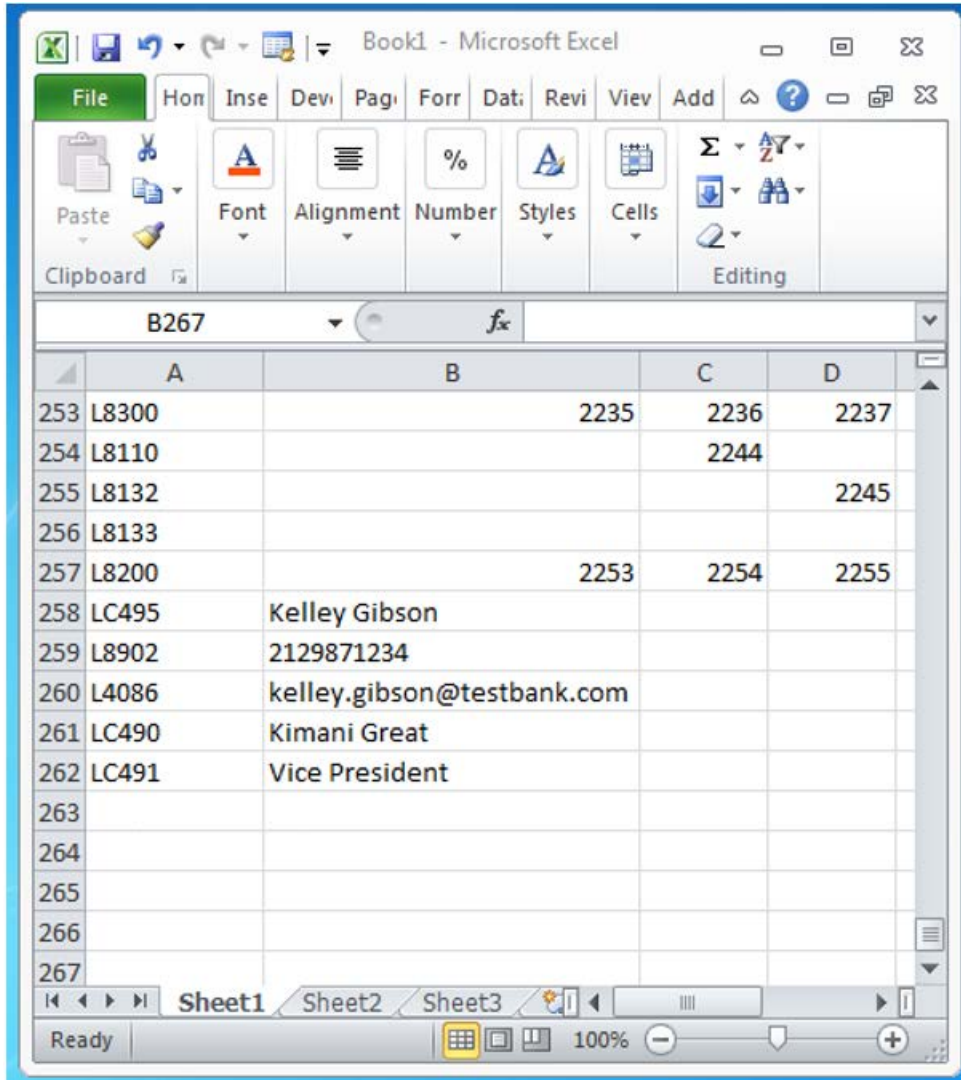 Book1 - Microsoft Excel
File Hon Inse Dev Pag Forr Dat Revi Viev Add
Paste Font Alignment Number Styles Cells
Clipboard Editing
B267 fx
A B C D
253 L8300 2235 2236 2237
254 L8110 2244
255 L8132 2245
256 L8133
257 L8200 2253 2254 2255
258 LC495 Kelley Gibson
259 L8902 2129871234
260 L4086 kelley.gibson@testbank.com
261 LC490 Kimani Great
262 LC491 Vice President
263
264
265
266
267
Sheet1 Sheet2 Sheet3
Ready 100%